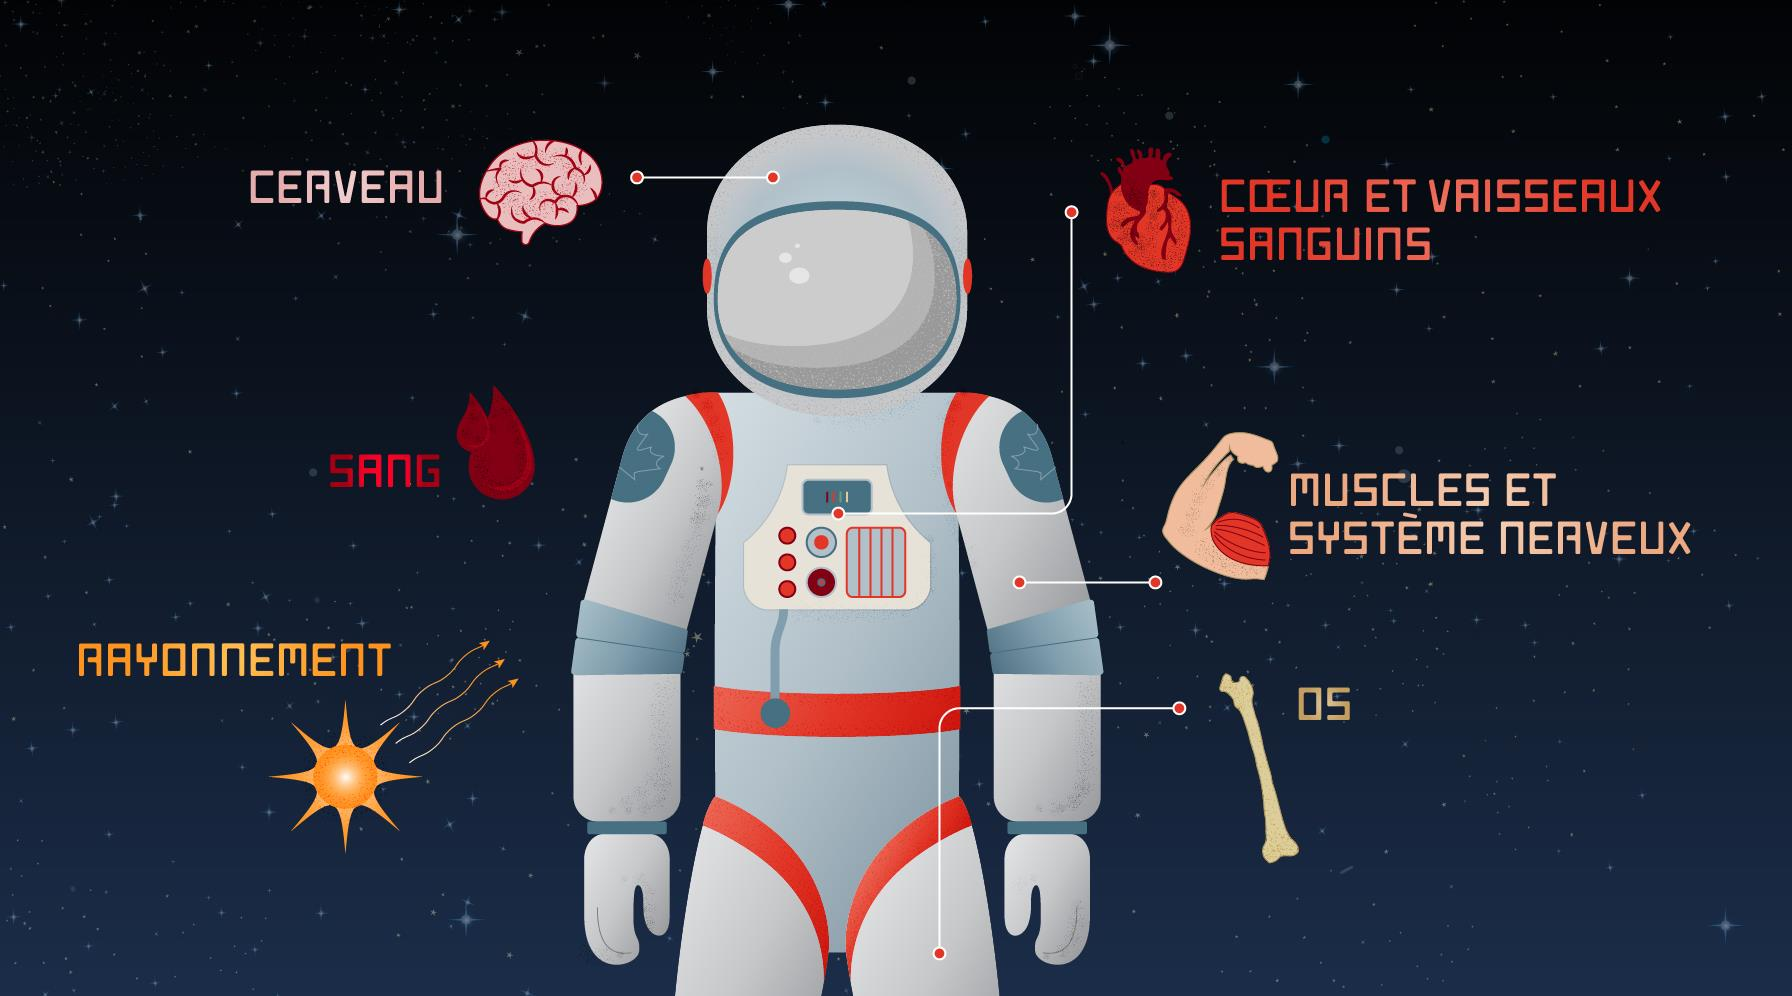 CERVEAU
CŒUR ET VAISSEAUX
SANGUINS
SANG
MUSCLES ET
SYSTÈME NERVEUX
RAYONNEMENT
OS